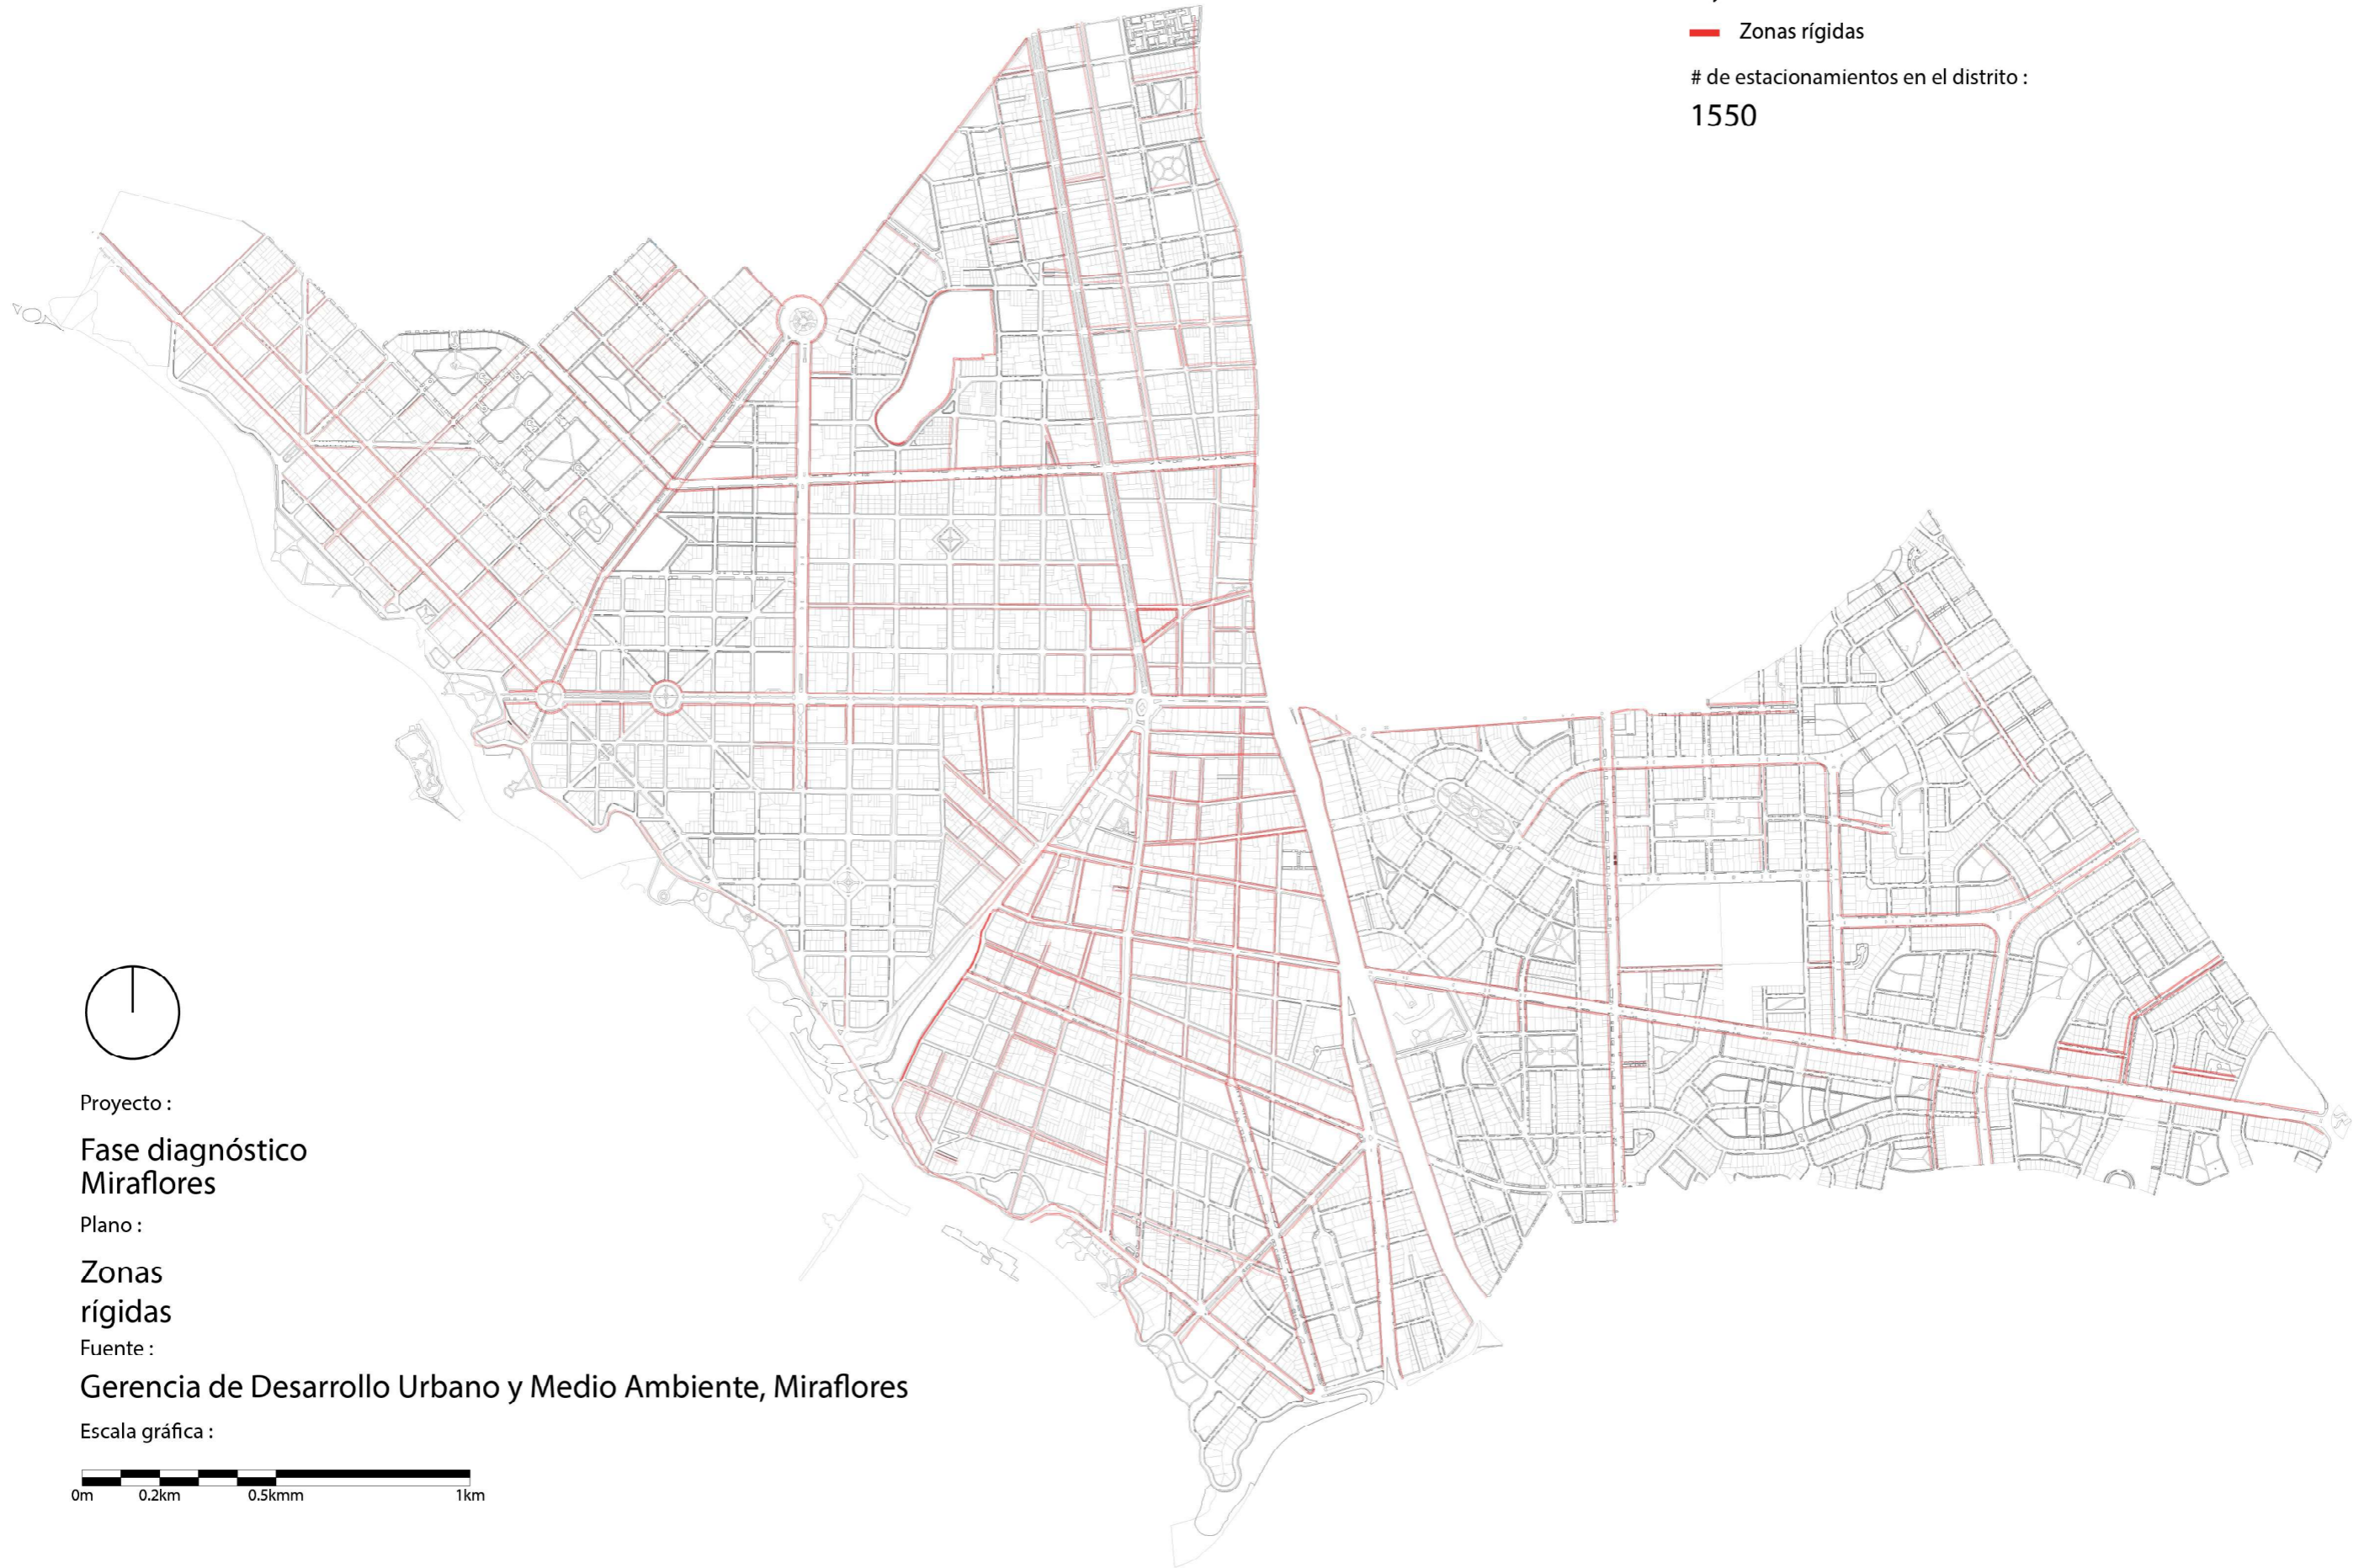 Zonas rígidas
# de estacionamientos en el distrito :
1550
Proyecto :
Fase diagnóstico
Miraflores
Plano :
Zonas
rígidas
Fuente :
Gerencia de Desarrollo Urbano y Medio Ambiente, Miraflores
Escala gráfica :
0m 0.2km 0.5kmm 1km